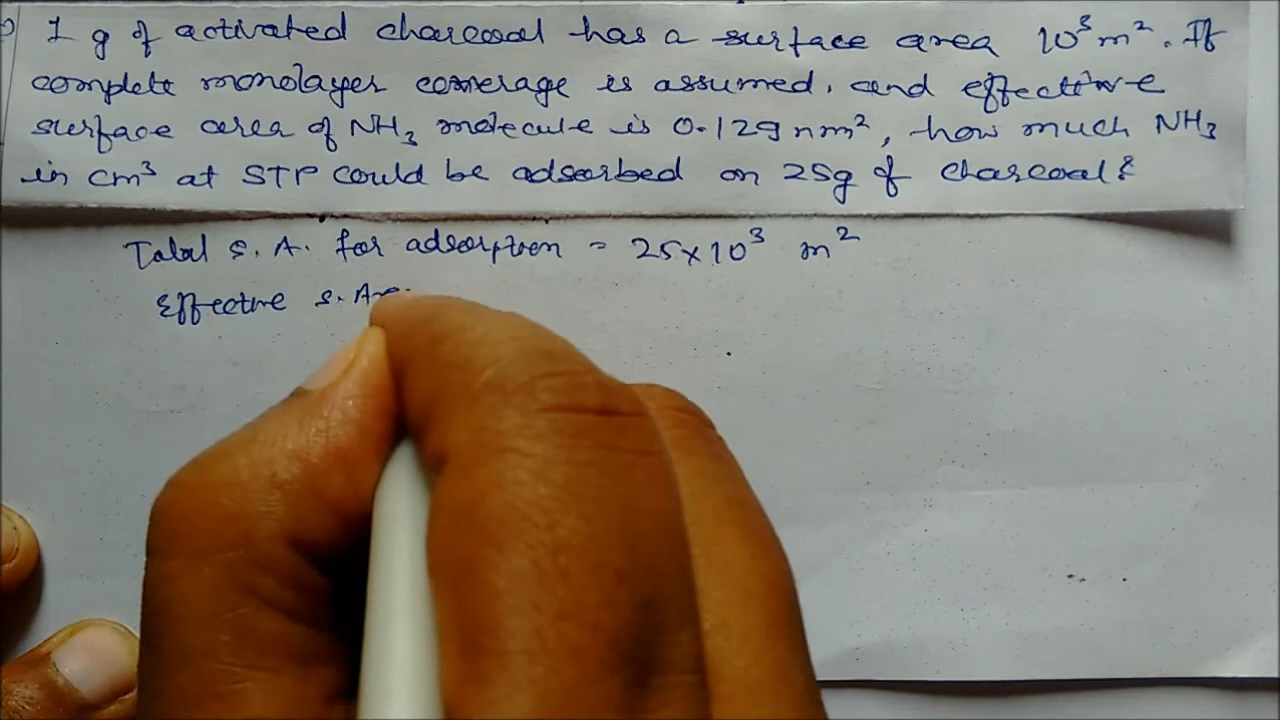 1 g of activated charcoal has a surface area 10³ m². If
complete monolayer coverage is assumed, and effective
surface area of NH₃ molecule is 0.129 nm², how much NH₃
in cm³ at STP could be adsorbed on 25g of charcoal?
Total S. A. for adsorption = 25×10³ m²
Effective S.